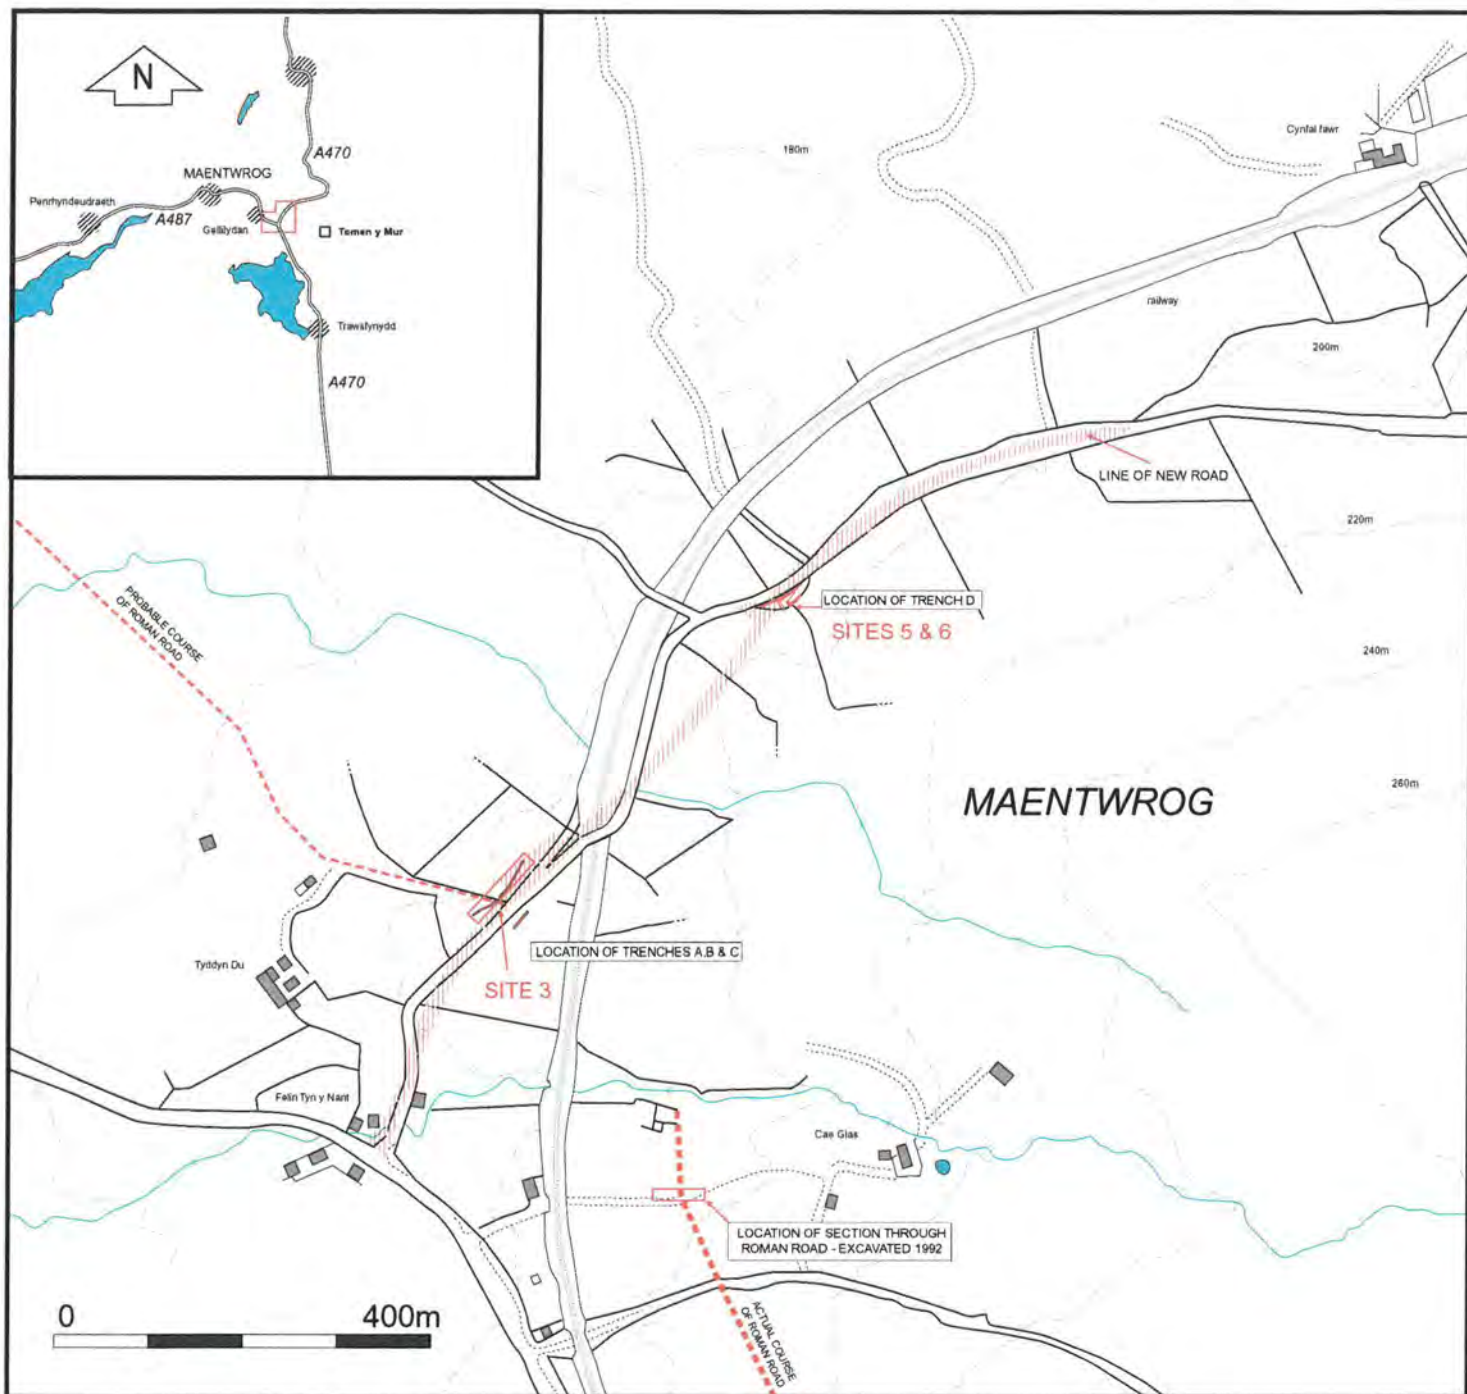 N
A470
MAENTWROG
Penrhyndeudraeth
A487
Gellilydan
Tomen y Mur
Trawsfynydd
A470
Cynfal fawr
180m
railway
200m
LINE OF NEW ROAD
220m
PROBABLE COURSE
OF ROMAN ROAD
LOCATION OF TRENCH D
SITES 5 & 6
240m
260m
MAENTWROG
LOCATION OF TRENCHES A,B & C
Tyddyn Du
SITE 3
Felin Tyn y Nant
Cae Glas
LOCATION OF SECTION THROUGH
ROMAN ROAD - EXCAVATED 1992
0 400m
ACTUAL COURSE
OF ROMAN ROAD